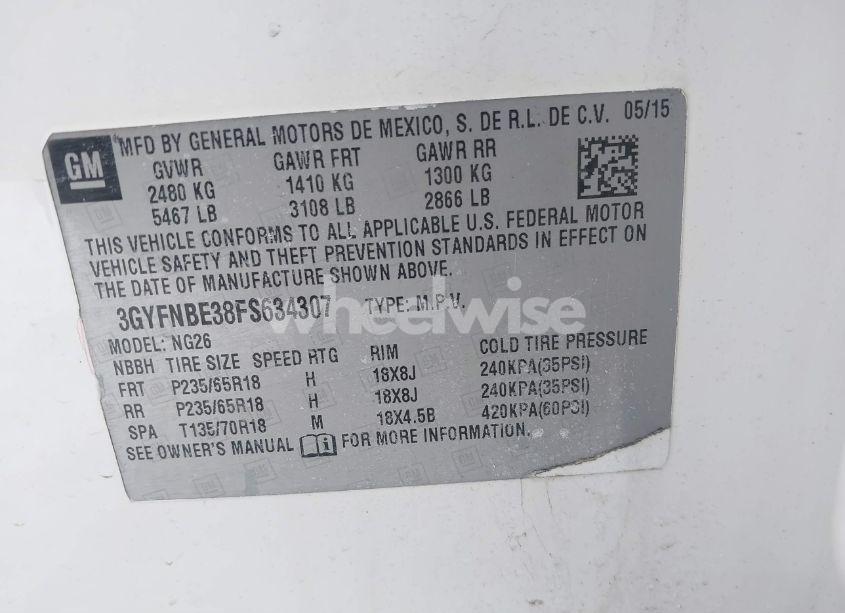 GM
MFD BY GENERAL MOTORS DE MEXICO, S. DE R.L. DE C.V. 05/15
GVWR GAWR FRT GAWR RR
2480 KG 1410 KG 1300 KG
5467 LB 3108 LB 2866 LB
THIS VEHICLE CONFORMS TO ALL APPLICABLE U.S. FEDERAL MOTOR
VEHICLE SAFETY AND THEFT PREVENTION STANDARDS IN EFFECT ON
THE DATE OF MANUFACTURE SHOWN ABOVE.
3GYFNBE38FS634307 TYPE: M.P.V.
wheelwise
MODEL: NG26
NBBH TIRE SIZE SPEED RTG RIM COLD TIRE PRESSURE
FRT P235/65R18 H 18X8J 240KPA(35PSI)
RR P235/65R18 H 18X8J 240KPA(35PSI)
SPA T135/70R18 M 18X4.5B 420KPA(60PSI)
SEE OWNER'S MANUAL FOR MORE INFORMATION.